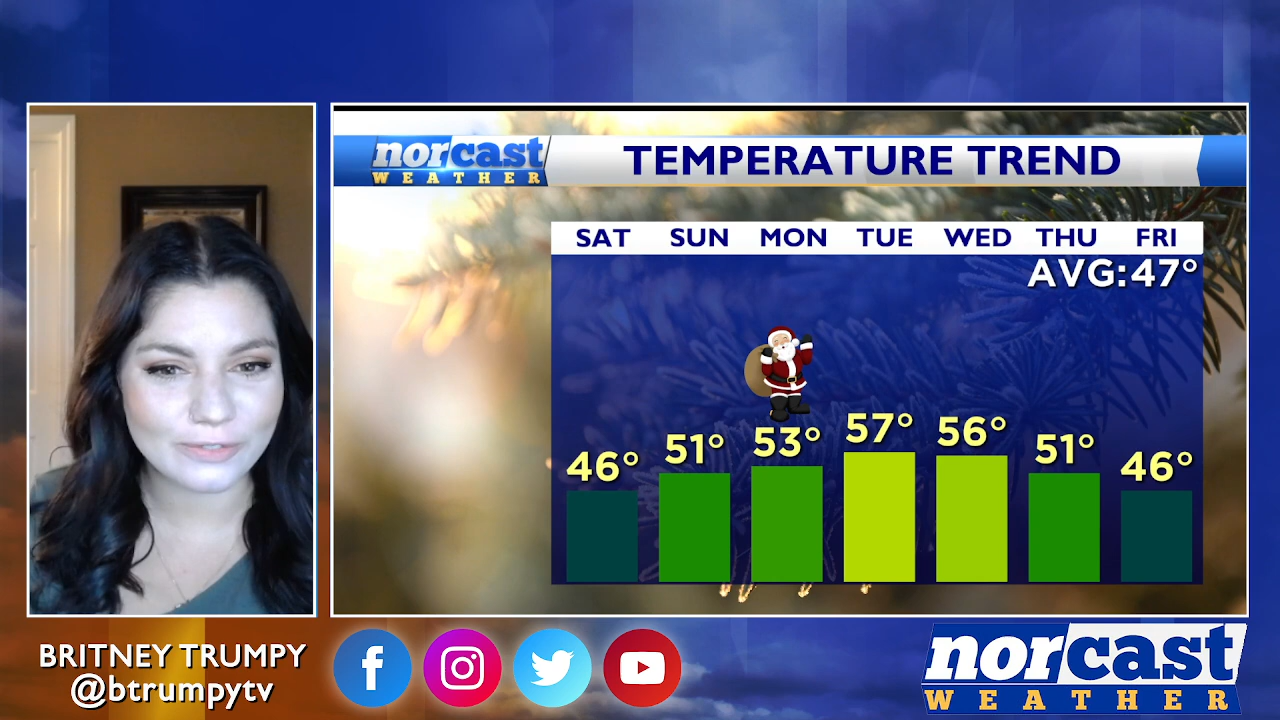 norcast
WEATHER
TEMPERATURE TREND
SAT SUN MON TUE WED THU FRI
AVG:47°
46° 51° 53° 57° 56° 51° 46°
BRITNEY TRUMPY
@btrumpytv
f
norcast
WEATHER